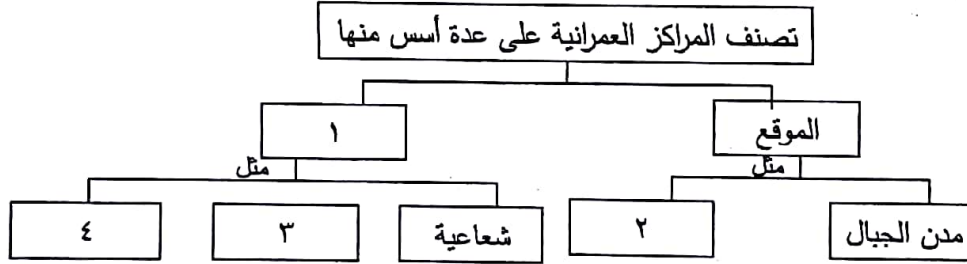 تصنف المراكز العمرانية على عدة أسس منها
الموقع
١
مثل
مثل
مدن الجبال
٢
شعاعية
٣
٤